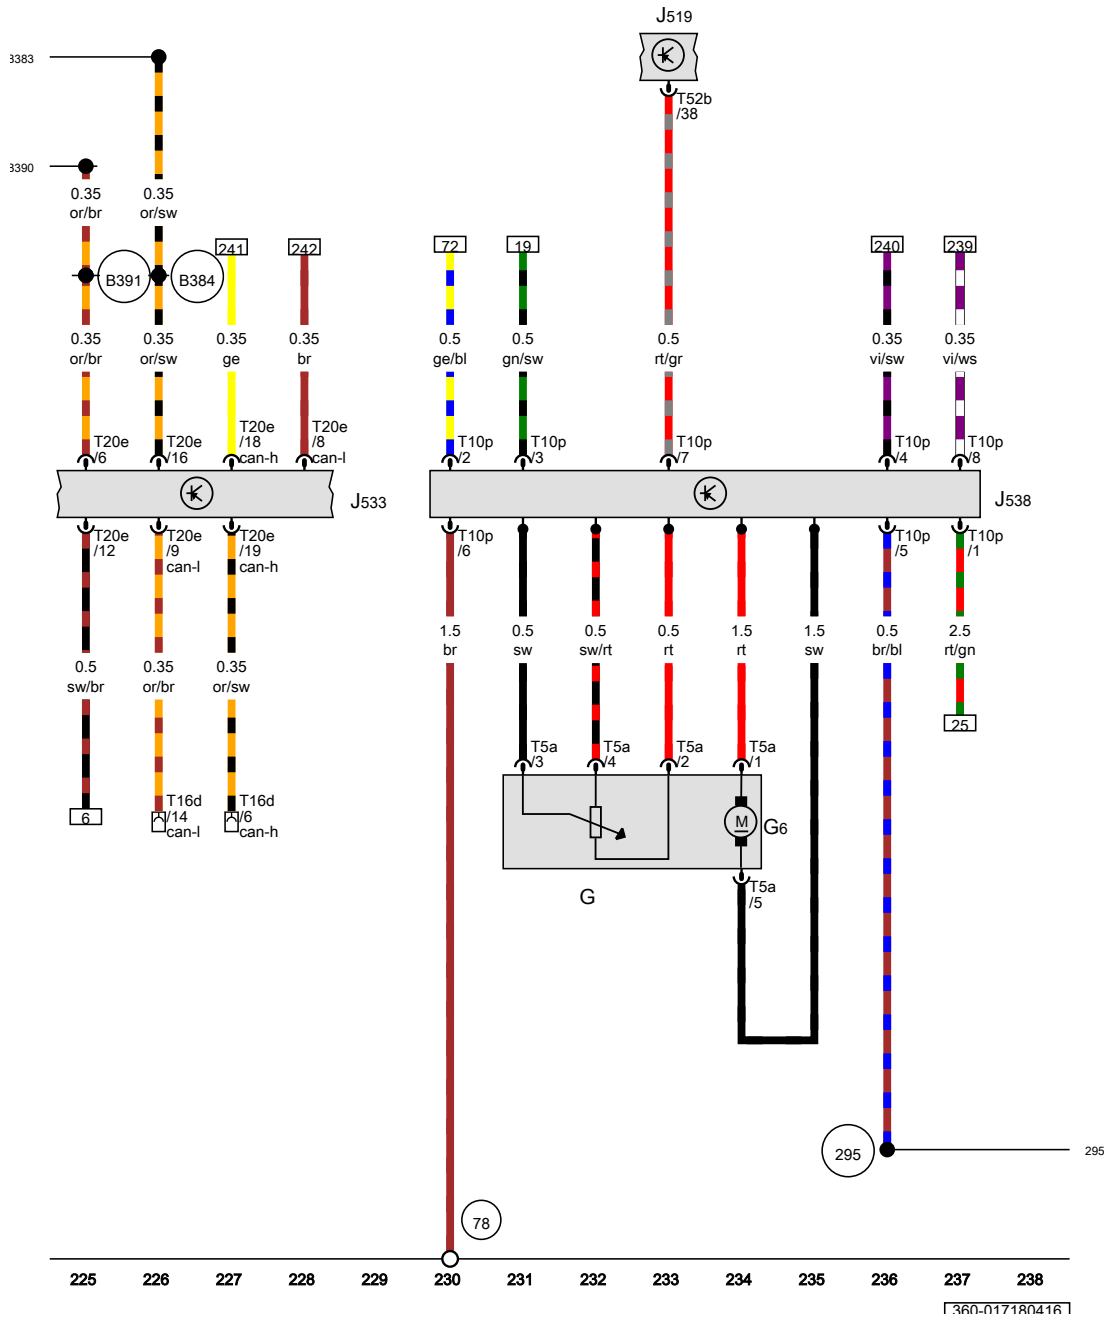 J519
B383
T52b
/38
B390
0.35
or/br
0.35
or/sw
241
242
72
19
240
239
B391
B384
0.35
or/br
0.35
or/sw
0.35
ge
0.35
br
0.5
ge/bl
0.5
gn/sw
0.5
rt/gr
0.35
vi/sw
0.35
vi/ws
T20e
/6
T20e
/16
T20e
/18
can-h
T20e
/8
can-l
T10p
/2
T10p
/3
T10p
/7
T10p
/4
T10p
/8
J533
J538
T20e
/12
T20e
/9
can-l
T20e
/19
can-h
T10p
/6
T10p
/5
T10p
/1
1.5
br
0.5
sw
0.5
sw/rt
0.5
rt
1.5
rt
1.5
sw
0.5
br/bl
2.5
rt/gn
0.5
sw/br
0.35
or/br
0.35
or/sw
25
T5a
/3
T5a
/4
T5a
/2
T5a
/1
6
T16d
/14
can-l
T16d
/6
can-h
M
G6
G
T5a
/5
295
295
78
225 226 227 228 229 230 231 232 233 234 235 236 237 238
360-017180416